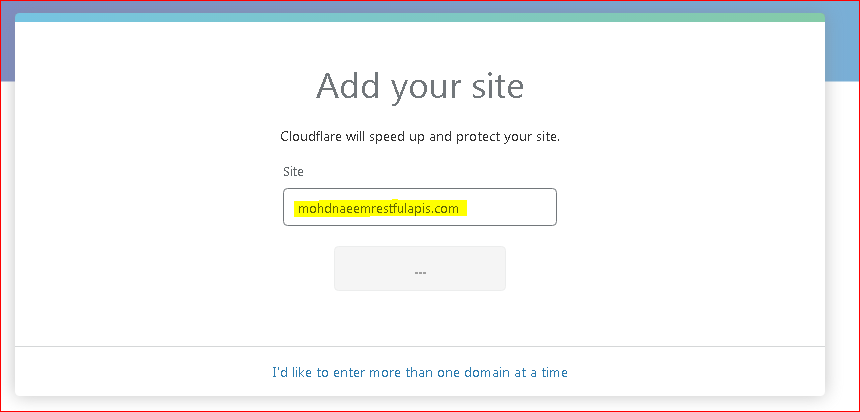 Add your site
Cloudflare will speed up and protect your site.
Site
mohdnaeemrestfulapis.com
...
I'd like to enter more than one domain at a time